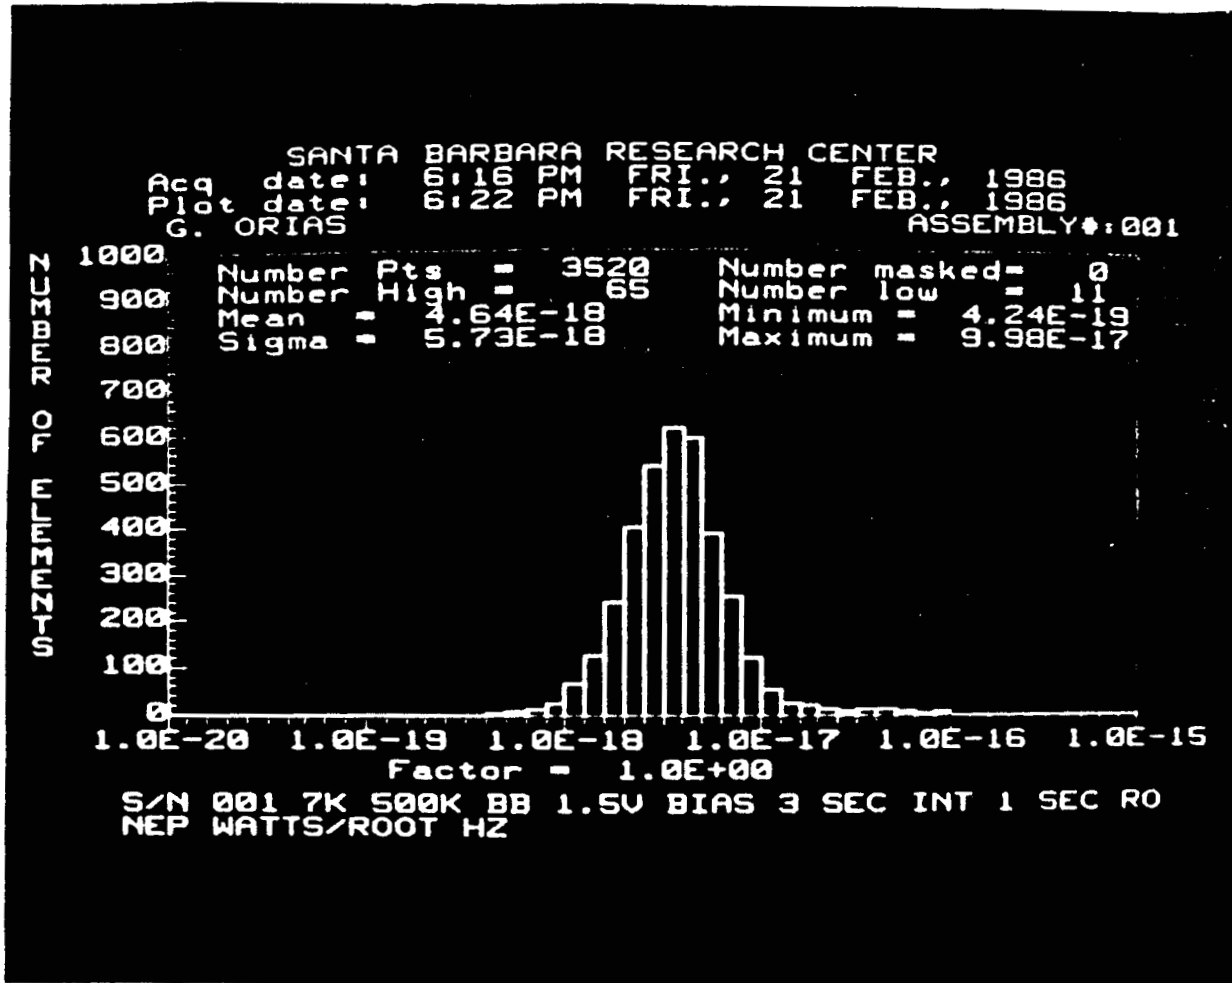 SANTA BARBARA RESEARCH CENTER
Acq date: 6:16 PM FRI., 21 FEB., 1986
Plot date: 6:22 PM FRI., 21 FEB., 1986
G. ORIAS ASSEMBLY#:001
Number Pts = 3520 Number masked= 0
Number High = 65 Number low = 11
Mean = 4.64E-18 Minimum = 4.24E-19
Sigma = 5.73E-18 Maximum = 9.98E-17
NUMBER OF ELEMENTS
1000
900
800
700
600
500
400
300
200
100
0
1.0E-20 1.0E-19 1.0E-18 1.0E-17 1.0E-16 1.0E-15
Factor = 1.0E+00
S/N 001 7K 500K BB 1.5V BIAS 3 SEC INT 1 SEC RO
NEP WATTS/ROOT HZ